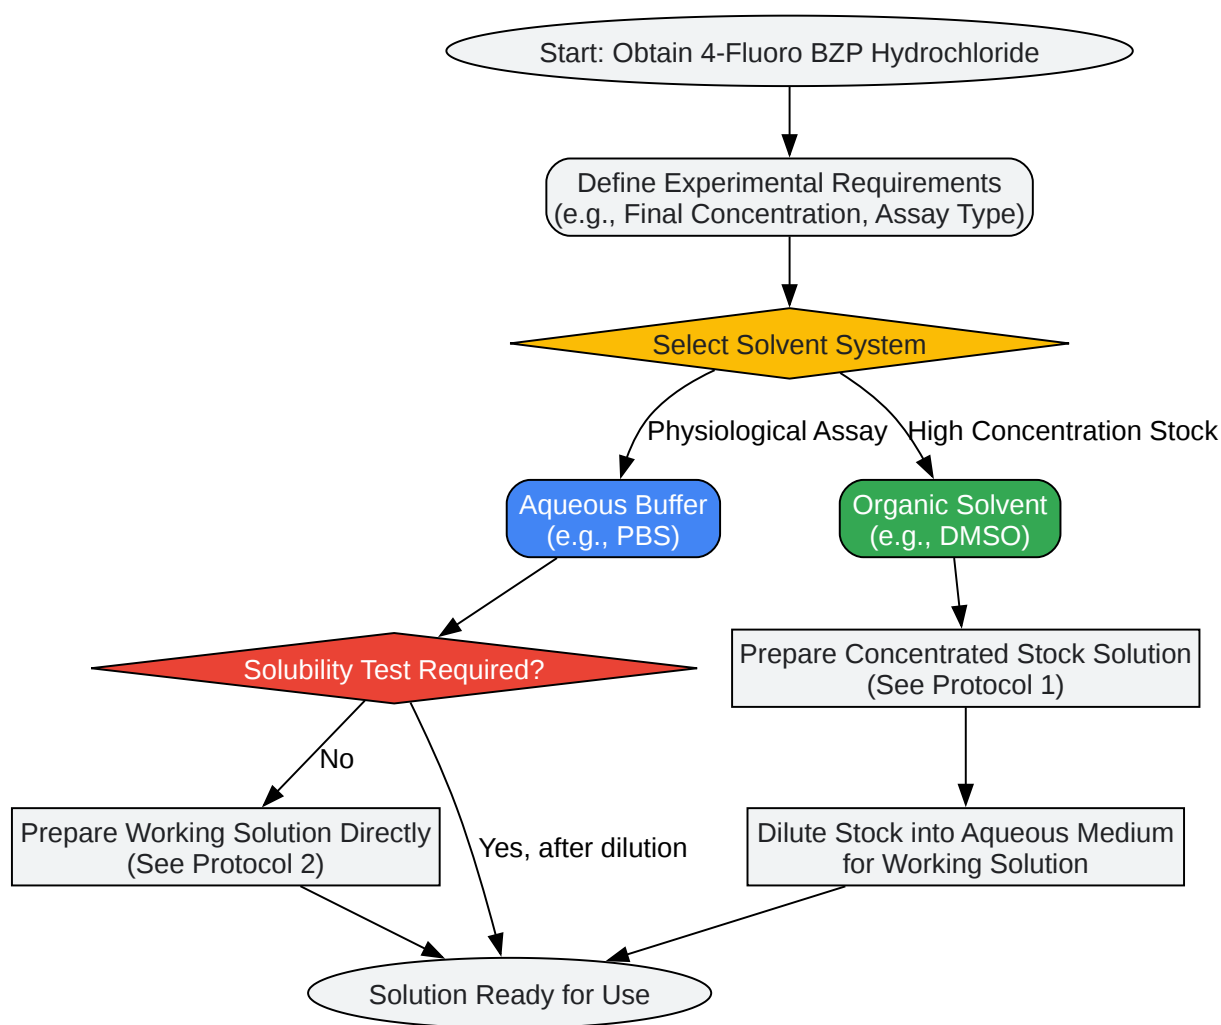 Start: Obtain 4-Fluoro BZP Hydrochloride
Define Experimental Requirements
(e.g., Final Concentration, Assay Type)
Select Solvent System
Physiological Assay
High Concentration Stock
Aqueous Buffer
(e.g., PBS)
Organic Solvent
(e.g., DMSO)
Solubility Test Required?
Prepare Concentrated Stock Solution
(See Protocol 1)
No
Yes, after dilution
Prepare Working Solution Directly
(See Protocol 2)
Dilute Stock into Aqueous Medium
for Working Solution
Solution Ready for Use